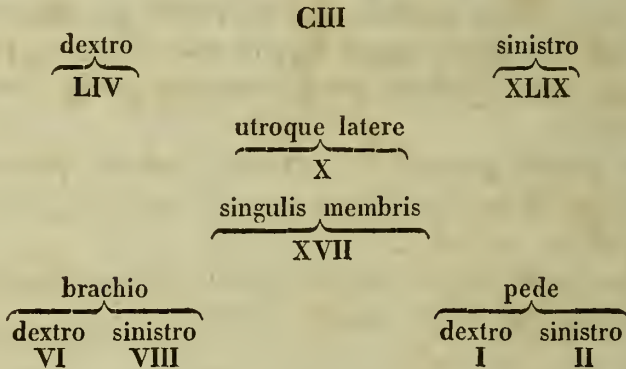 CIII
dextro sinistro
LIV XLIX
utroque latere
X
singulis membris
XVII
brachio pede
dextro sinistro dextro sinistro
VI VIII I II